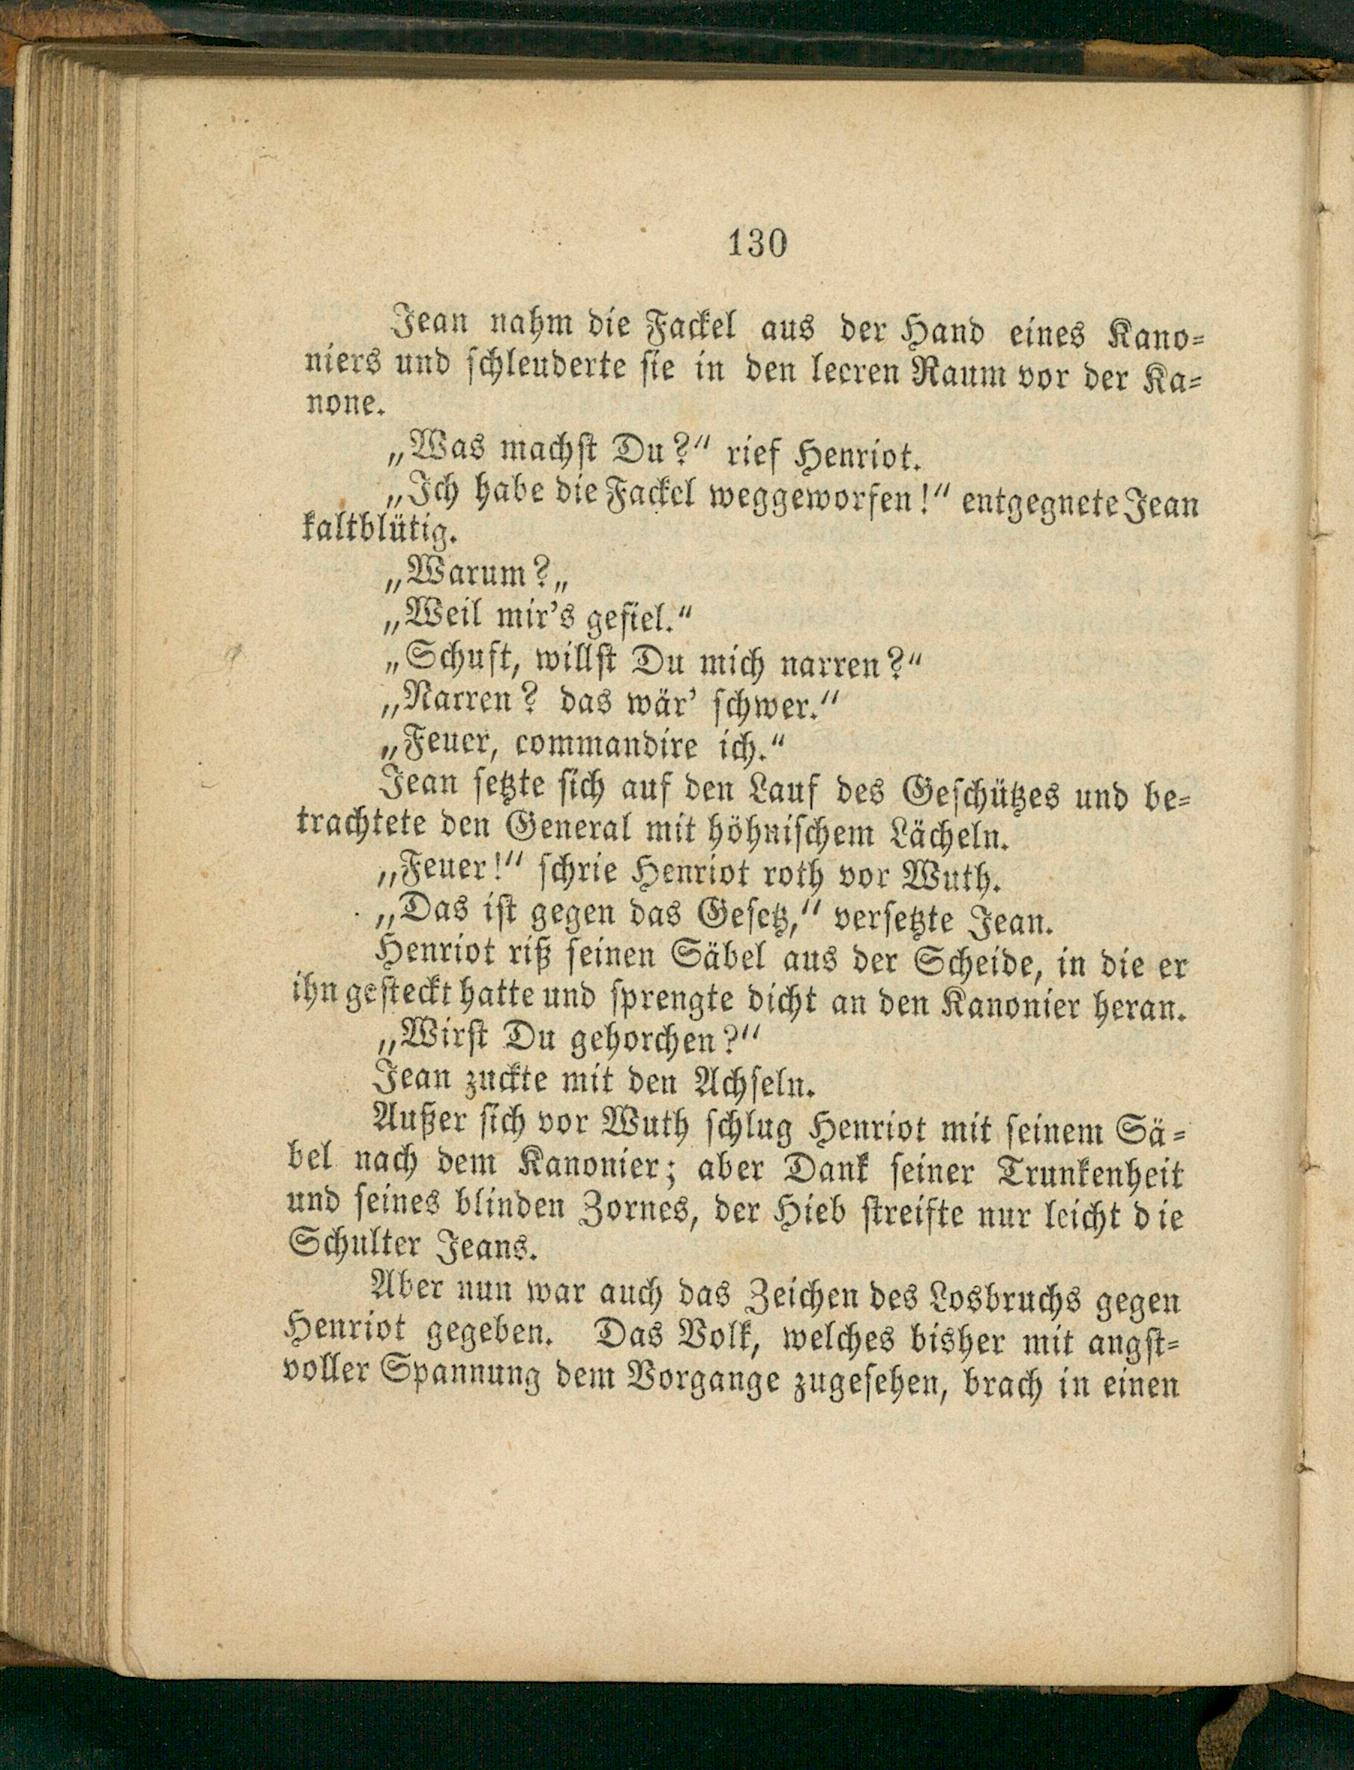 130
Jean nahm die Fackel aus der Hand eines Kano-
niers und schleuderte sie in den leeren Raum vor der Ka-
none.
„Was machst Du?“ rief Henriot.
„Ich habe die Fackel weggeworfen!“ entgegnete Jean
kaltblütig.
„Warum?„
„Weil mir's gefiel.“
„Schuft, willst Du mich narren?“
„Narren? das wär' schwer.“
„Feuer, commandire ich.“
Jean setzte sich auf den Lauf des Geschützes und be-
trachtete den General mit höhnischem Lächeln.
„Feuer!“ schrie Henriot roth vor Wuth.
„Das ist gegen das Gesetz,“ versetzte Jean.
Henriot riß seinen Säbel aus der Scheide, in die er
ihn gesteckt hatte und sprengte dicht an den Kanonier heran.
„Wirst Du gehorchen?“
Jean zuckte mit den Achseln.
Außer sich vor Wuth schlug Henriot mit seinem Sä-
bel nach dem Kanonier; aber Dank seiner Trunkenheit
und seines blinden Zornes, der Hieb streifte nur leicht die
Schulter Jeans.
Aber nun war auch das Zeichen des Losbruchs gegen
Henriot gegeben. Das Volk, welches bisher mit angst-
voller Spannung dem Vorgange zugesehen, brach in einen